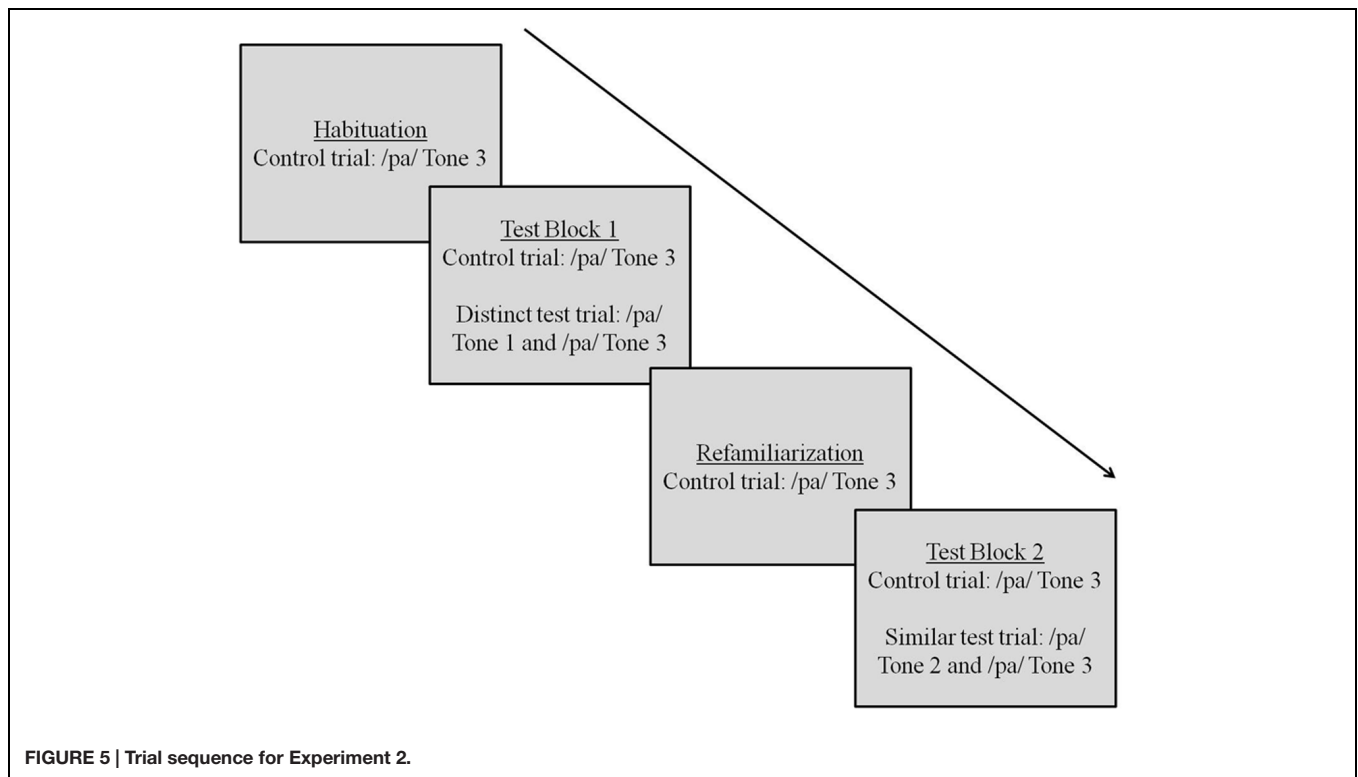 Habituation
Control trial: /pa/ Tone 3
Test Block 1
Control trial: /pa/ Tone 3
Distinct test trial: /pa/
Tone 1 and /pa/ Tone 3
Refamiliarization
Control trial: /pa/ Tone 3
Test Block 2
Control trial: /pa/ Tone 3
Similar test trial: /pa/
Tone 2 and /pa/ Tone 3
FIGURE 5 | Trial sequence for Experiment 2.